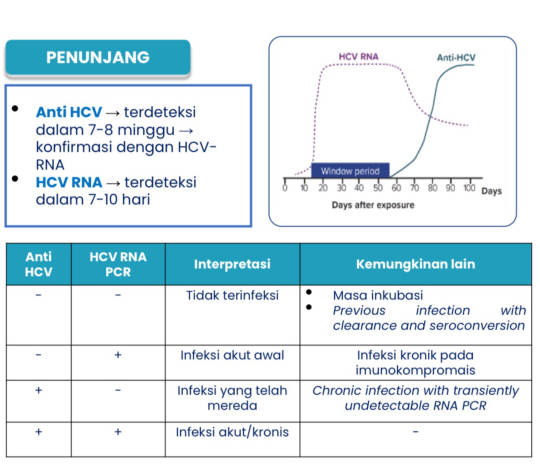 PENUNJANG
• Anti HCV → terdeteksi
dalam 7-8 minggu →
konfirmasi dengan HCV-
RNA
• HCV RNA → terdeteksi
dalam 7-10 hari
HCV RNA
Anti-HCV
Window period
0 10 20 30 40 50 60 70 80 90 100 Days
Days after exposure
Anti HCV
HCV RNA PCR
Interpretasi
Kemungkinan lain
- - Tidak terinfeksi
• Masa inkubasi
• Previous infection with
clearance and seroconversion
- + Infeksi akut awal
Infeksi kronik pada
imunokompromais
+ - Infeksi yang telah
mereda
Chronic infection with transiently
undetectable RNA PCR
+ + Infeksi akut/kronis -